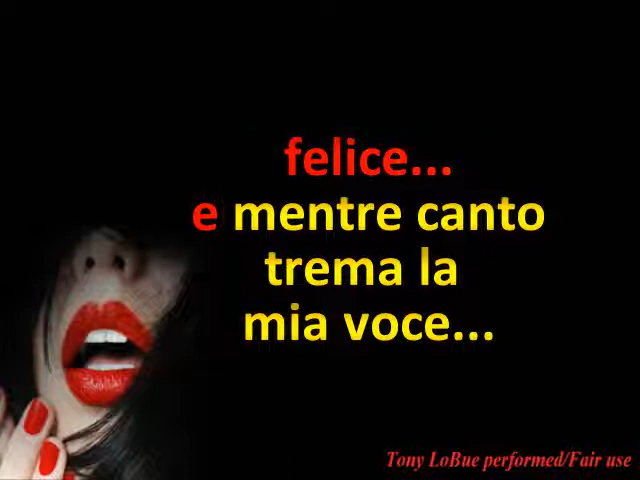 felice...
e mentre canto
trema la
mia voce...
Tony LoBue performed/Fair use